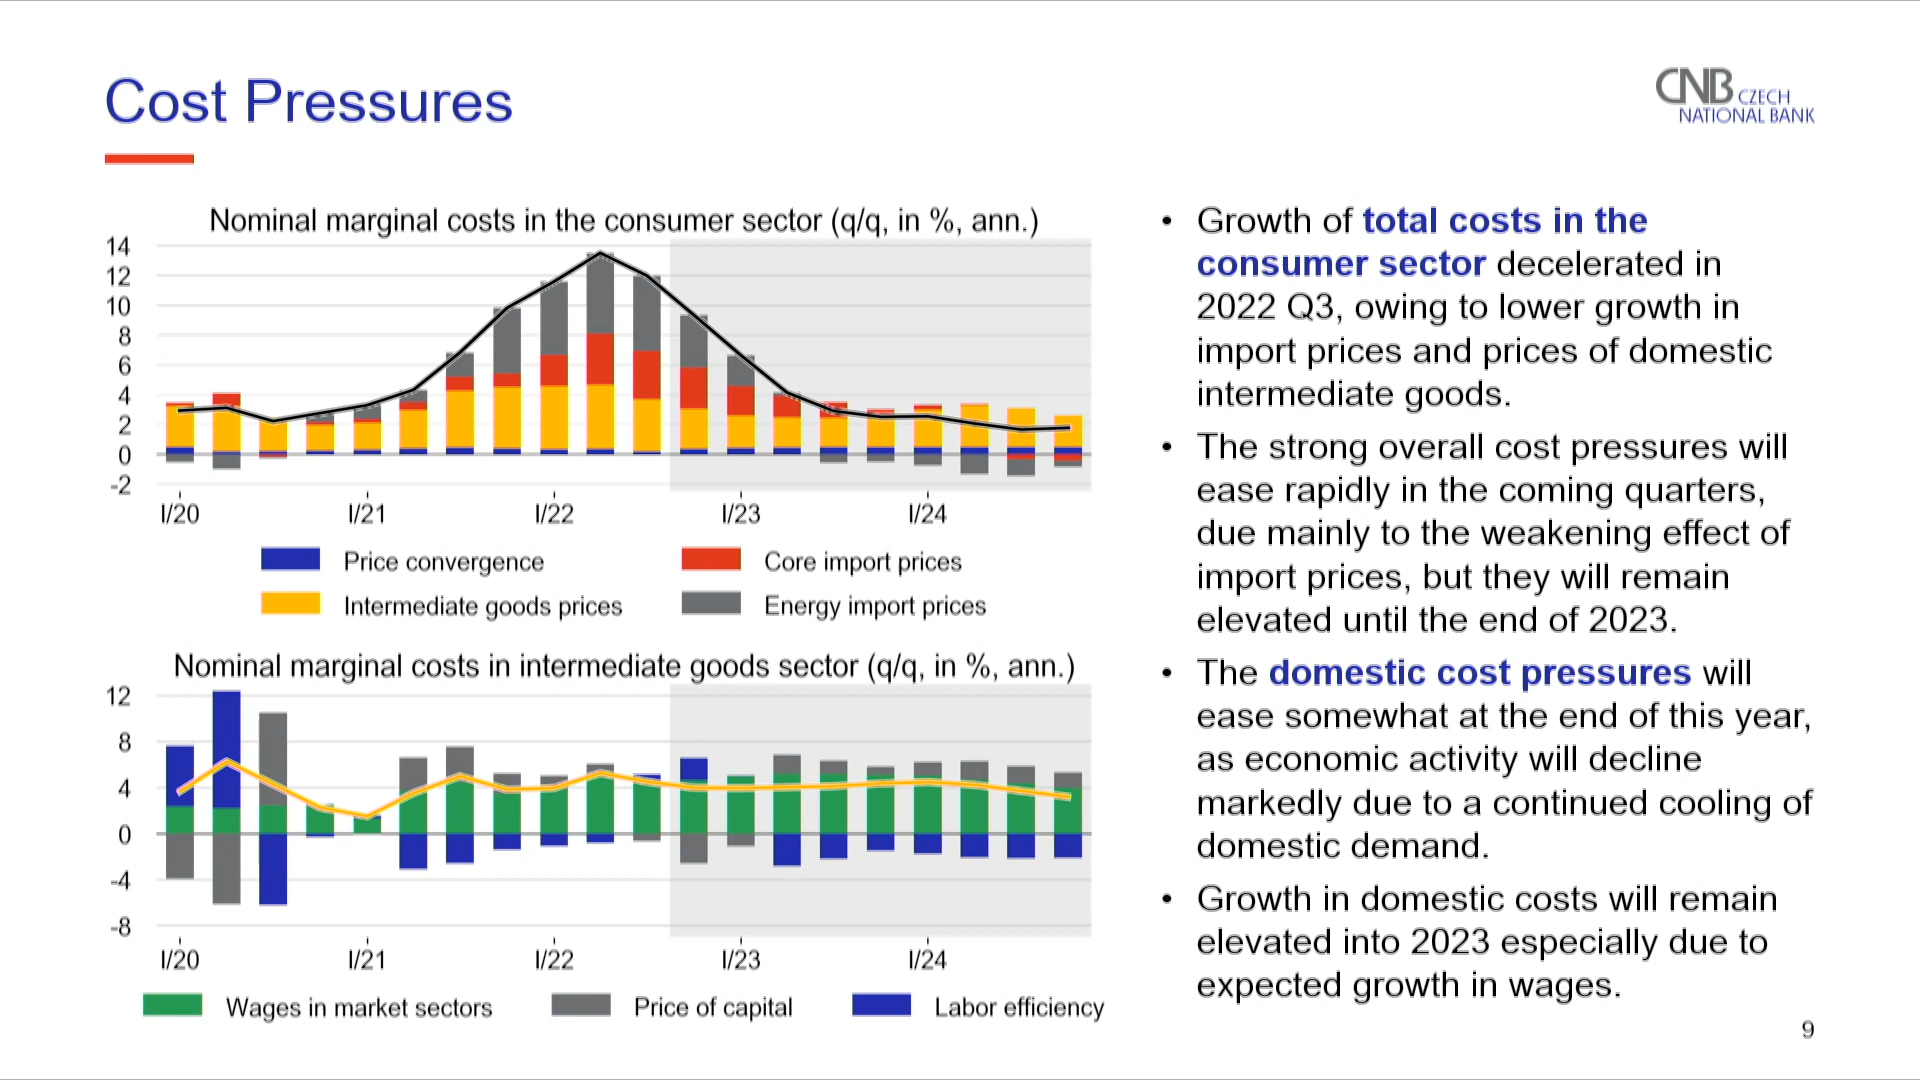 Cost Pressures
CNB CZECH
NATIONAL BANK
Nominal marginal costs in the consumer sector (q/q, in %, ann.)
14
12
10
8
6
4
2
0
-2
I/20 I/21 I/22 I/23 I/24
Price convergence Core import prices
Intermediate goods prices Energy import prices
Nominal marginal costs in intermediate goods sector (q/q, in %, ann.)
12
8
4
0
-4
-8
I/20 I/21 I/22 I/23 I/24
Wages in market sectors Price of capital Labor efficiency
• Growth of total costs in the
consumer sector decelerated in
2022 Q3, owing to lower growth in
import prices and prices of domestic
intermediate goods.
• The strong overall cost pressures will
ease rapidly in the coming quarters,
due mainly to the weakening effect of
import prices, but they will remain
elevated until the end of 2023.
• The domestic cost pressures will
ease somewhat at the end of this year,
as economic activity will decline
markedly due to a continued cooling of
domestic demand.
• Growth in domestic costs will remain
elevated into 2023 especially due to
expected growth in wages.
9